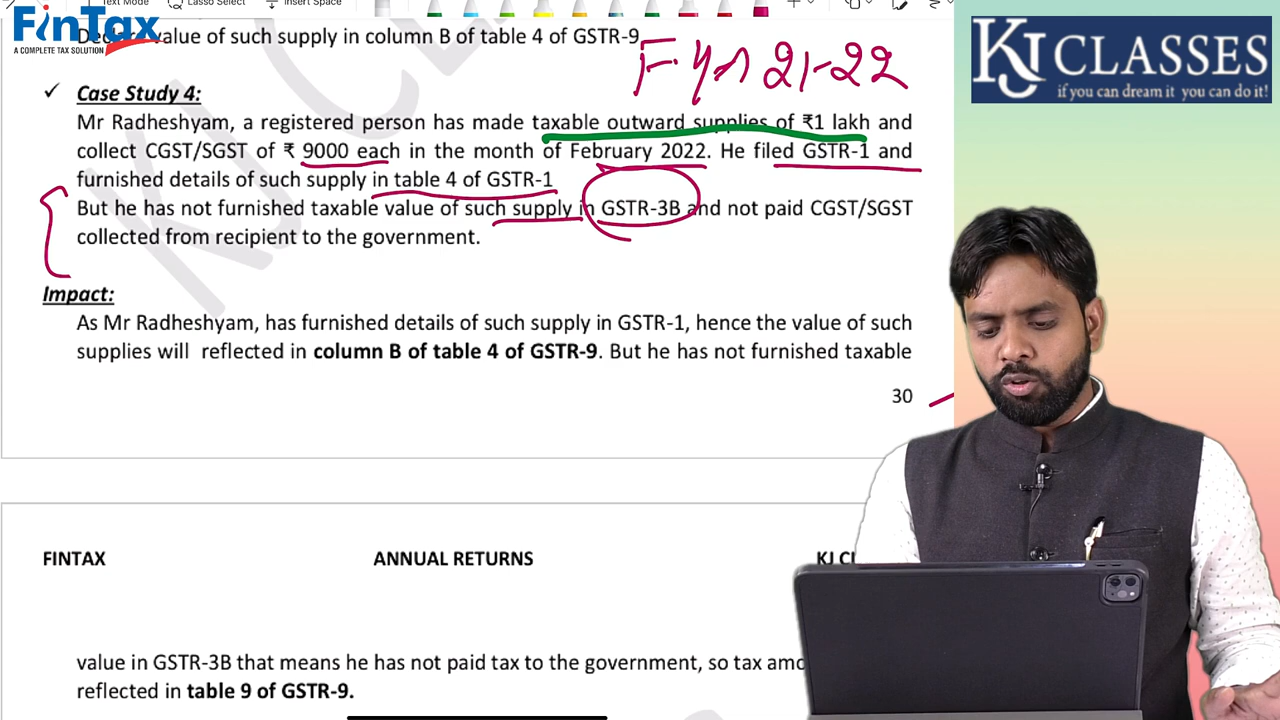 Text Mode
Lasso Select
Insert Space
FinTax
A COMPLETE TAX SOLUTION
value of such supply in column B of table 4 of GSTR-9
F.Y 21-22
KJ CLASSES
if you can dream it you can do it!
✓ Case Study 4:
Mr Radheshyam, a registered person has made taxable outward supplies of ₹1 lakh and
collect CGST/SGST of ₹ 9000 each in the month of February 2022. He filed GSTR-1 and
furnished details of such supply in table 4 of GSTR-1
But he has not furnished taxable value of such supply in GSTR-3B and not paid CGST/SGST
collected from recipient to the government.
Impact:
As Mr Radheshyam, has furnished details of such supply in GSTR-1, hence the value of such
supplies will reflected in column B of table 4 of GSTR-9. But he has not furnished taxable
30
FINTAX ANNUAL RETURNS KJ CL
value in GSTR-3B that means he has not paid tax to the government, so tax amo
reflected in table 9 of GSTR-9.